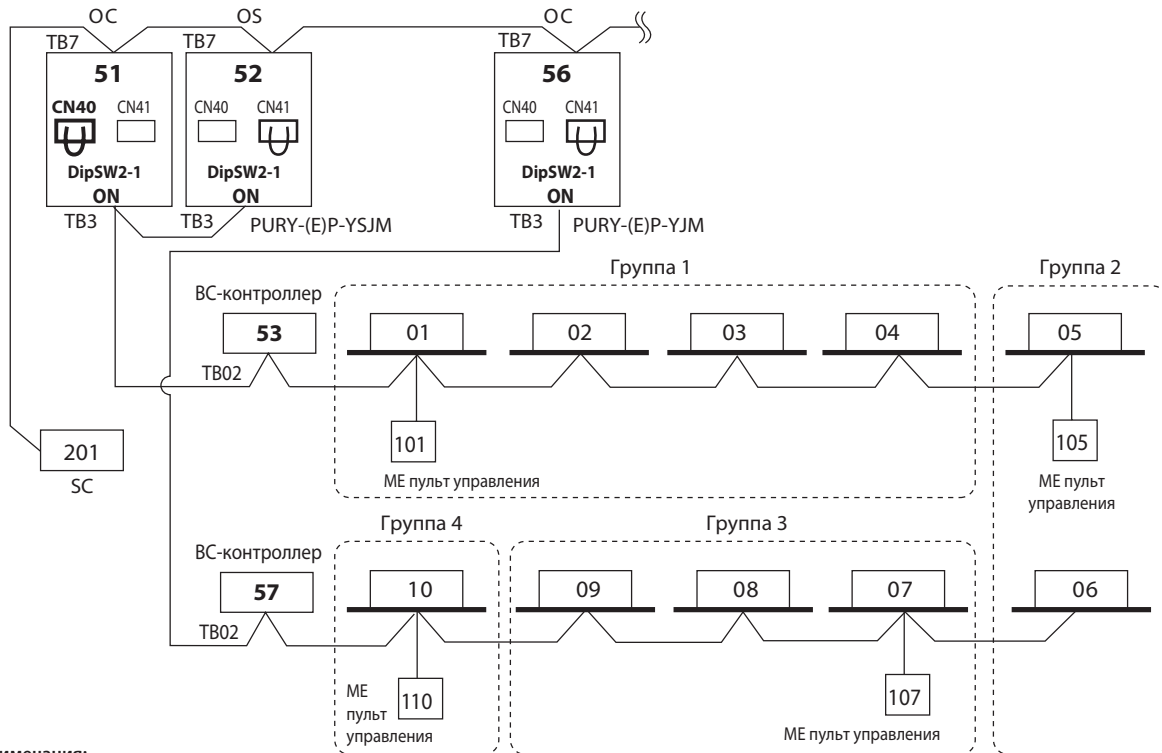 OC OS OC
TB7 TB7 TB7
51 52 56
CN40 CN41 CN40 CN41 CN40 CN41
DipSW2-1 DipSW2-1 DipSW2-1
ON ON ON
TB3 TB3 PURY-(E)P-YSJM TB3 PURY-(E)P-YJM
Группа 1 Группа 2
ВС-контроллер
53 01 02 03 04 05
TB02
201 101 105
SC
МЕ пульт управления
МЕ пульт
управления
Группа 4 Группа 3
ВС-контроллер
57 10 09 08 07 06
TB02
МЕ
пульт
управления
110 107
МЕ пульт управления